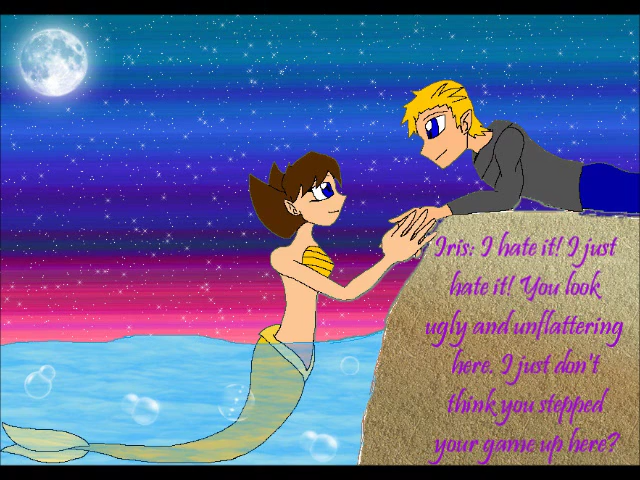 Iris: I hate it! I just
hate it! You look
ugly and unflattering
here. I just don't
think you stepped
your game up here?